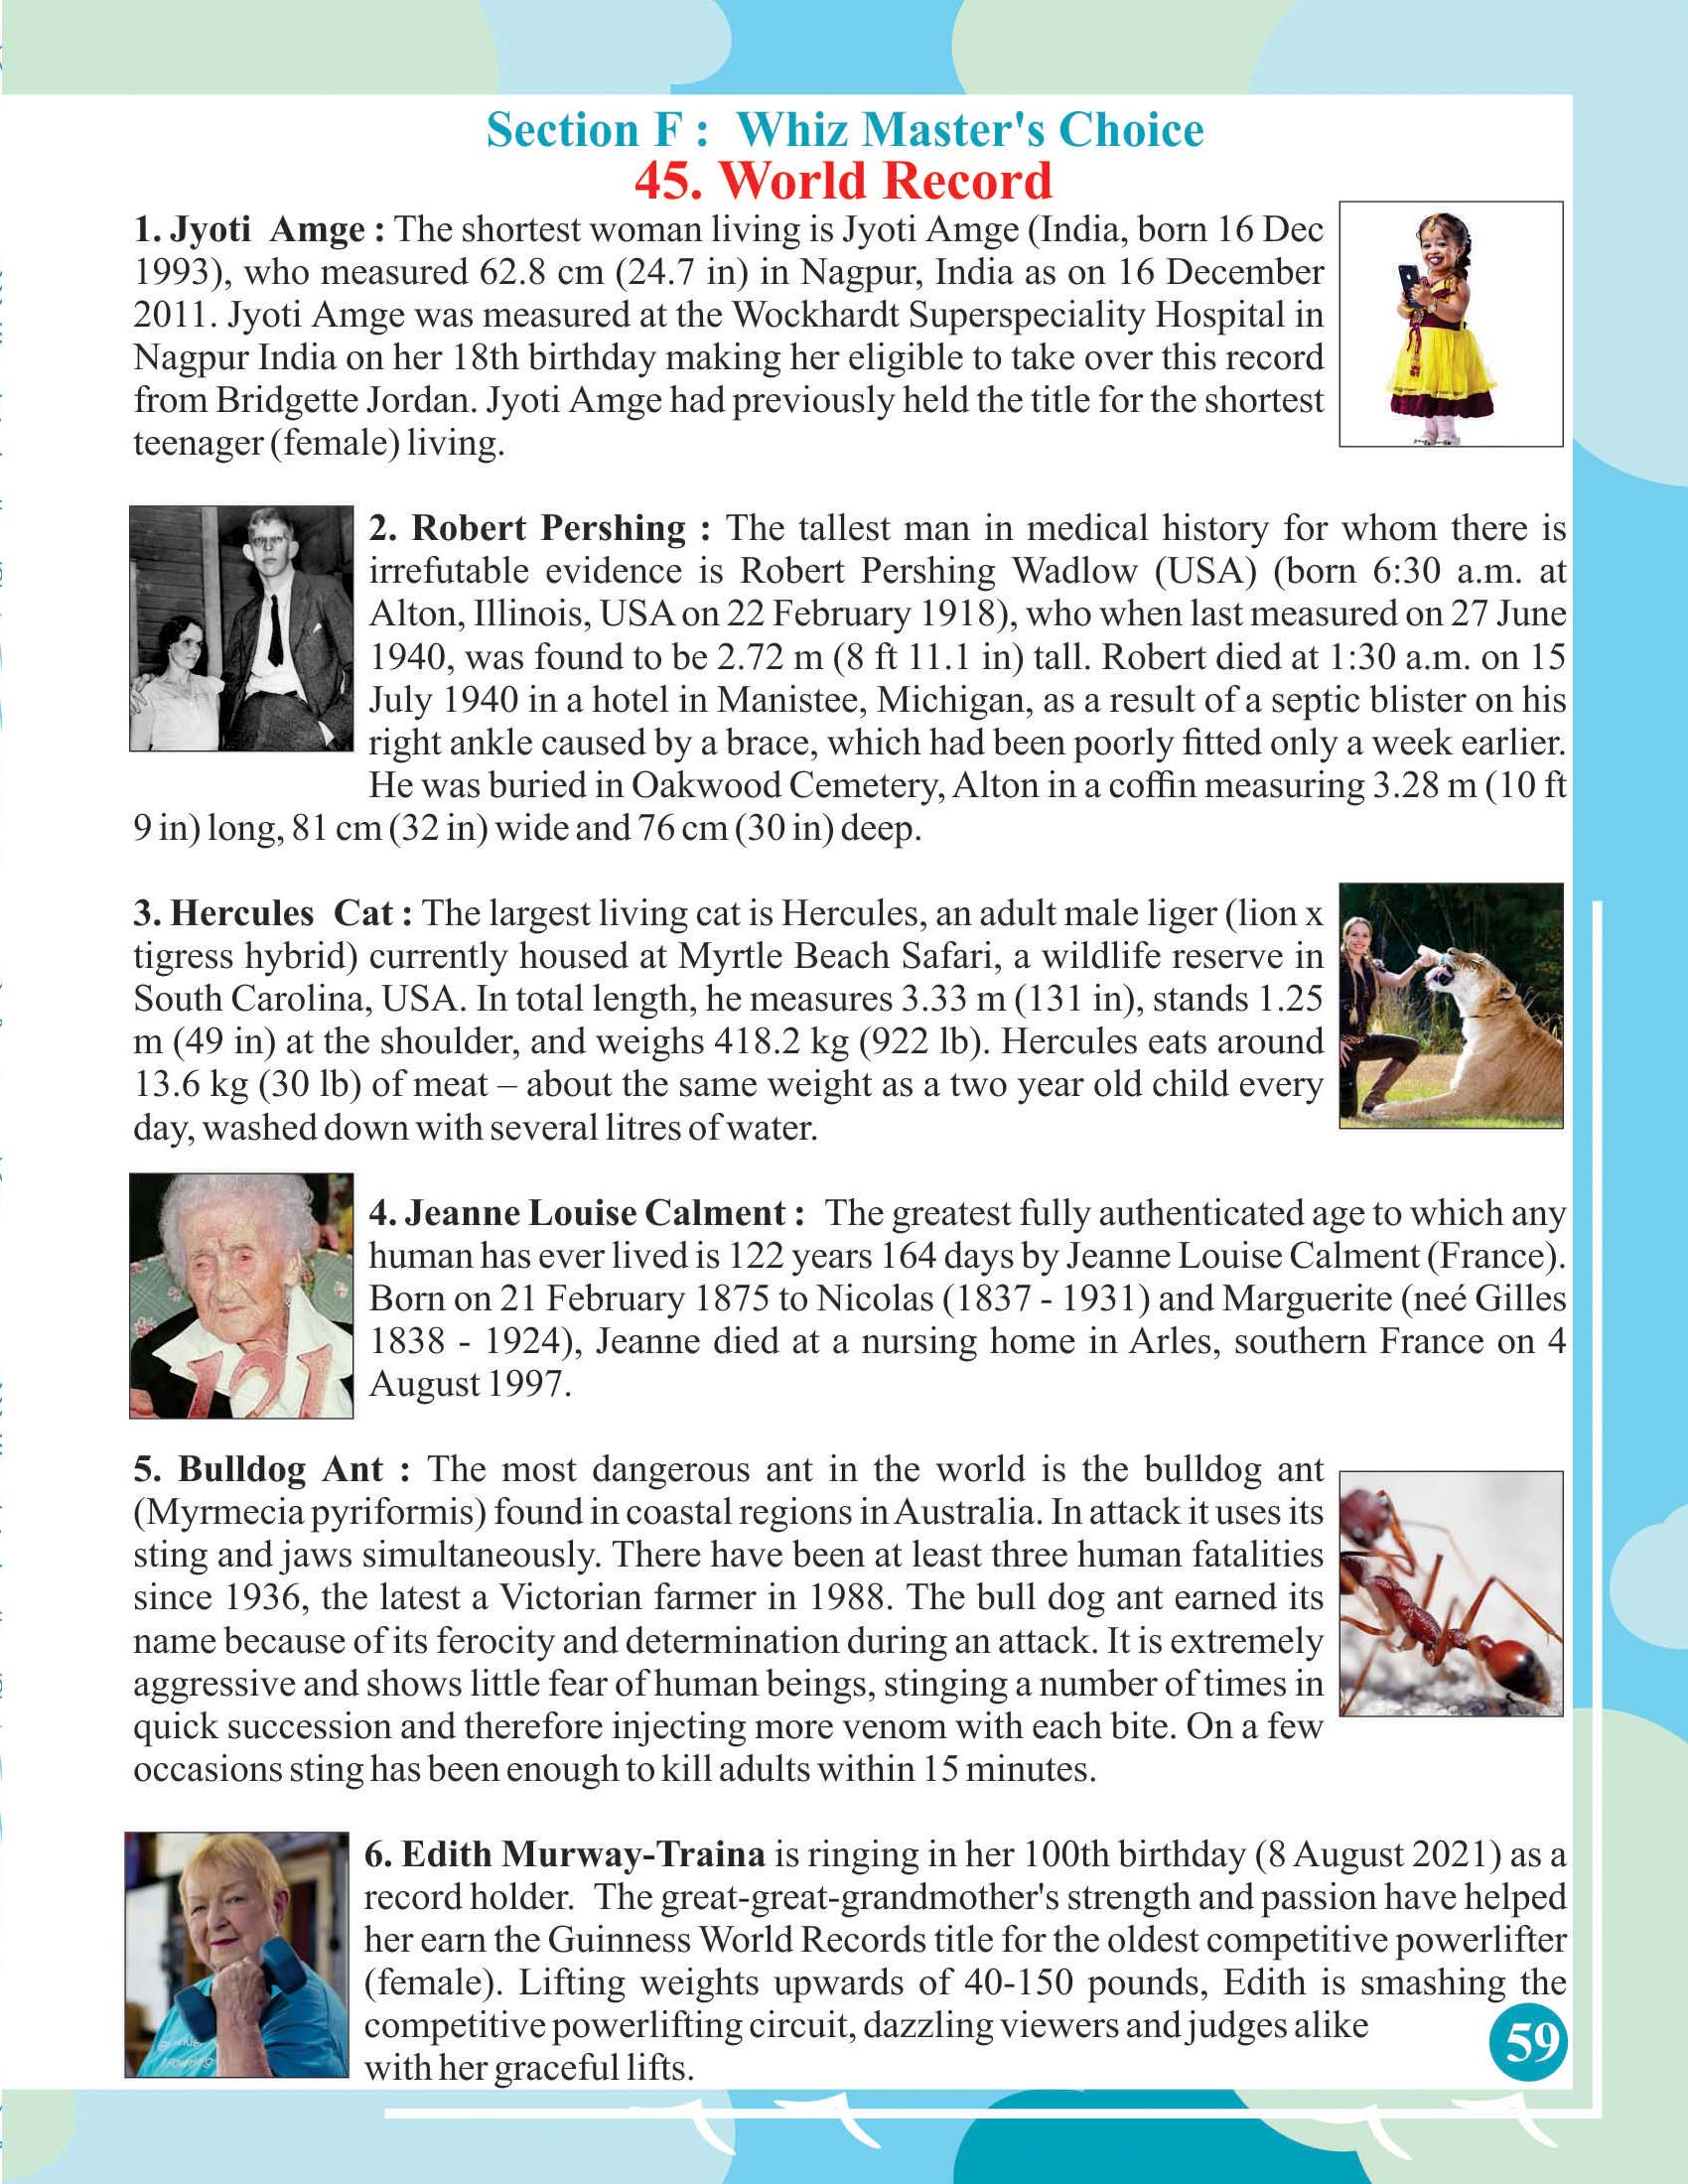 Section F :  Whiz Master's Choice
45. World Record
1. Jyoti Amge : The shortest woman living is Jyoti Amge (India, born 16 Dec
1993), who measured 62.8 cm (24.7 in) in Nagpur, India as on 16 December
2011. Jyoti Amge was measured at the Wockhardt Superspeciality Hospital in
Nagpur India on her 18th birthday making her eligible to take over this record
from Bridgette Jordan. Jyoti Amge had previously held the title for the shortest
teenager (female) living.
2. Robert Pershing : The tallest man in medical history for whom there is
irrefutable evidence is Robert Pershing Wadlow (USA) (born 6:30 a.m. at
Alton, Illinois, USA on 22 February 1918), who when last measured on 27 June
1940, was found to be 2.72 m (8 ft 11.1 in) tall. Robert died at 1:30 a.m. on 15
July 1940 in a hotel in Manistee, Michigan, as a result of a septic blister on his
right ankle caused by a brace, which had been poorly fitted only a week earlier.
He was buried in Oakwood Cemetery, Alton in a coffin measuring 3.28 m (10 ft
9 in) long, 81 cm (32 in) wide and 76 cm (30 in) deep.
3. Hercules Cat : The largest living cat is Hercules, an adult male liger (lion x
tigress hybrid) currently housed at Myrtle Beach Safari, a wildlife reserve in
South Carolina, USA. In total length, he measures 3.33 m (131 in), stands 1.25
m (49 in) at the shoulder, and weighs 418.2 kg (922 lb). Hercules eats around
13.6 kg (30 lb) of meat – about the same weight as a two year old child every
day, washed down with several litres of water.
4. Jeanne Louise Calment : The greatest fully authenticated age to which any
human has ever lived is 122 years 164 days by Jeanne Louise Calment (France).
Born on 21 February 1875 to Nicolas (1837 - 1931) and Marguerite (neé Gilles
1838 - 1924), Jeanne died at a nursing home in Arles, southern France on 4
August 1997.
121
5. Bulldog Ant : The most dangerous ant in the world is the bulldog ant
(Myrmecia pyriformis) found in coastal regions in Australia. In attack it uses its
sting and jaws simultaneously. There have been at least three human fatalities
since 1936, the latest a Victorian farmer in 1988. The bull dog ant earned its
name because of its ferocity and determination during an attack. It is extremely
aggressive and shows little fear of human beings, stinging a number of times in
quick succession and therefore injecting more venom with each bite. On a few
occasions sting has been enough to kill adults within 15 minutes.
6. Edith Murway-Traina is ringing in her 100th birthday (8 August 2021) as a
record holder. The great-great-grandmother's strength and passion have helped
her earn the Guinness World Records title for the oldest competitive powerlifter
(female). Lifting weights upwards of 40-150 pounds, Edith is smashing the
competitive powerlifting circuit, dazzling viewers and judges alike
with her graceful lifts.
59